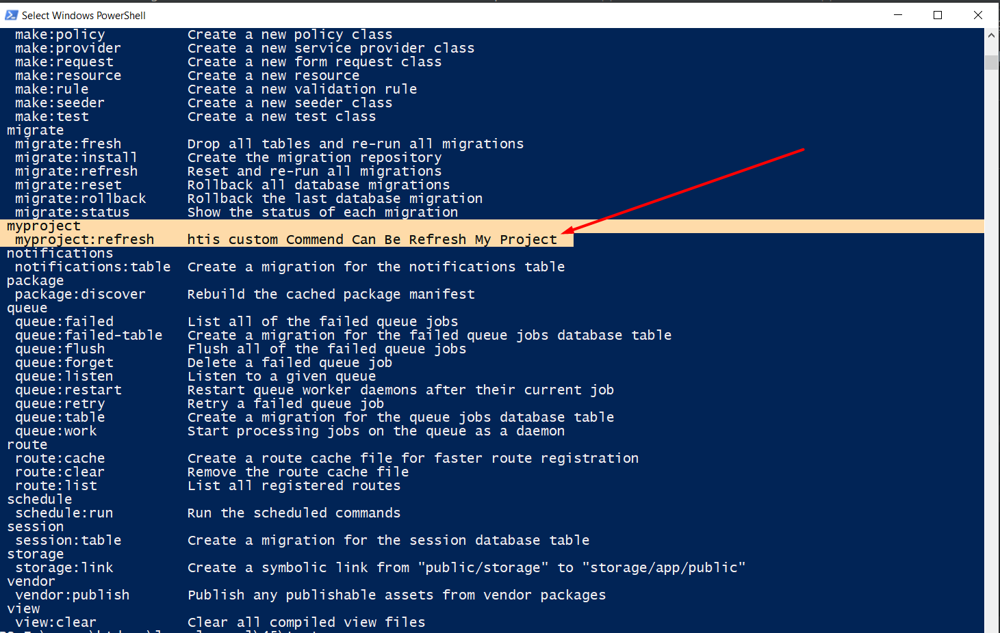 Select Windows PowerShell
make:policy Create a new policy class
make:provider Create a new service provider class
make:request Create a new form request class
make:resource Create a new resource
make:rule Create a new validation rule
make:seeder Create a new seeder class
make:test Create a new test class
migrate
migrate:fresh Drop all tables and re-run all migrations
migrate:install Create the migration repository
migrate:refresh Reset and re-run all migrations
migrate:reset Rollback all database migrations
migrate:rollback Rollback the last database migration
migrate:status Show the status of each migration
myproject
myproject:refresh htis custom Commend Can Be Refresh My Project
notifications
notifications:table Create a migration for the notifications table
package
package:discover Rebuild the cached package manifest
queue
queue:failed List all of the failed queue jobs
queue:failed-table Create a migration for the failed queue jobs database table
queue:flush Flush all of the failed queue jobs
queue:forget Delete a failed queue job
queue:listen Listen to a given queue
queue:restart Restart queue worker daemons after their current job
queue:retry Retry a failed queue job
queue:table Create a migration for the queue jobs database table
queue:work Start processing jobs on the queue as a daemon
route
route:cache Create a route cache file for faster route registration
route:clear Remove the route cache file
route:list List all registered routes
schedule
schedule:run Run the scheduled commands
session
session:table Create a migration for the session database table
storage
storage:link Create a symbolic link from "public/storage" to "storage/app/public"
vendor
vendor:publish Publish any publishable assets from vendor packages
view
view:clear Clear all compiled view files